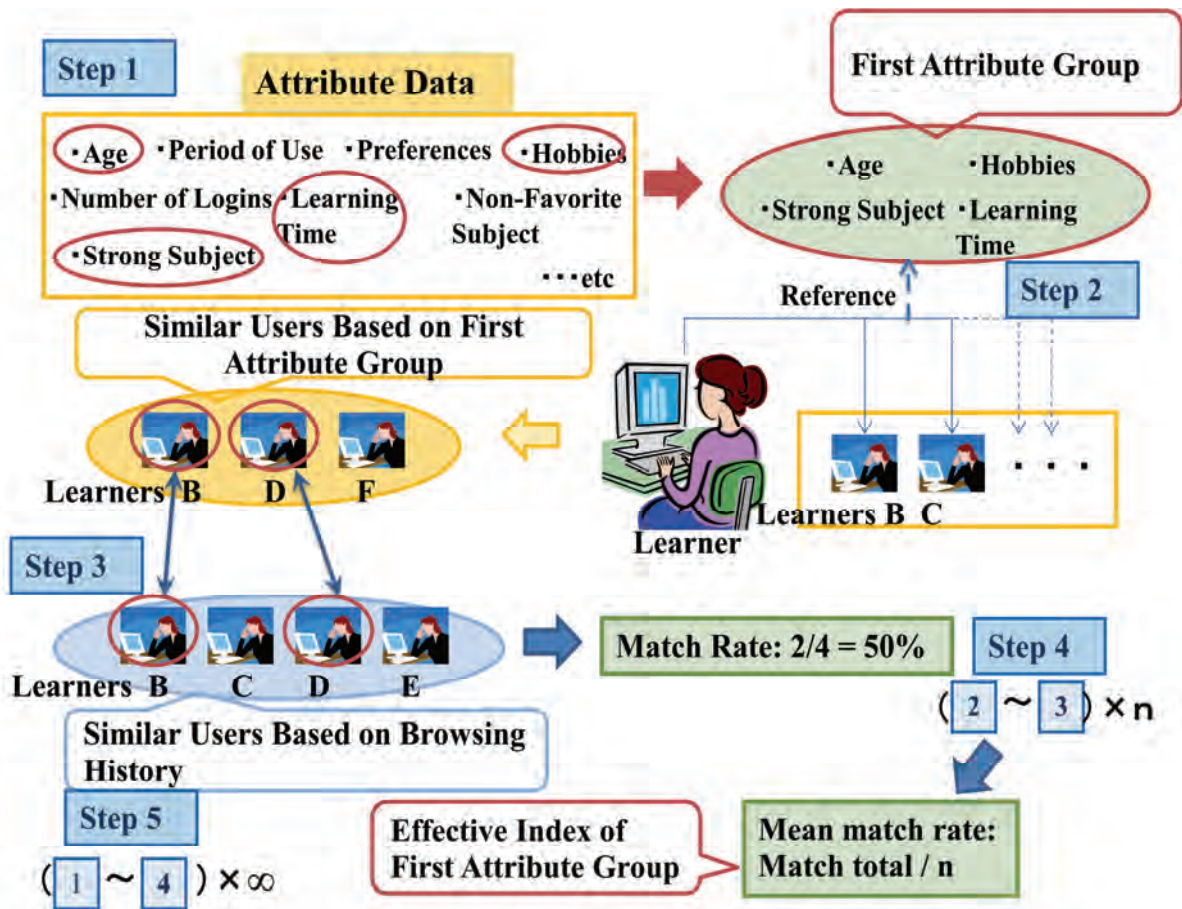 Step 1
Attribute Data
・Age ・Period of Use ・Preferences ・Hobbies
・Number of Logins ・Learning Time ・Non-Favorite Subject
・Strong Subject
・・・etc
First Attribute Group
・Age ・Hobbies
・Strong Subject ・Learning Time
Reference
Step 2
Similar Users Based on First
Attribute Group
Learners B D F
Learner
Learners B C
・・・
Step 3
Learners B C D E
Similar Users Based on Browsing
History
Match Rate: 2/4 = 50%
Step 4
( 2 ~ 3 ) × n
Step 5
( 1 ~ 4 ) × ∞
Effective Index of
First Attribute Group
Mean match rate:
Match total / n